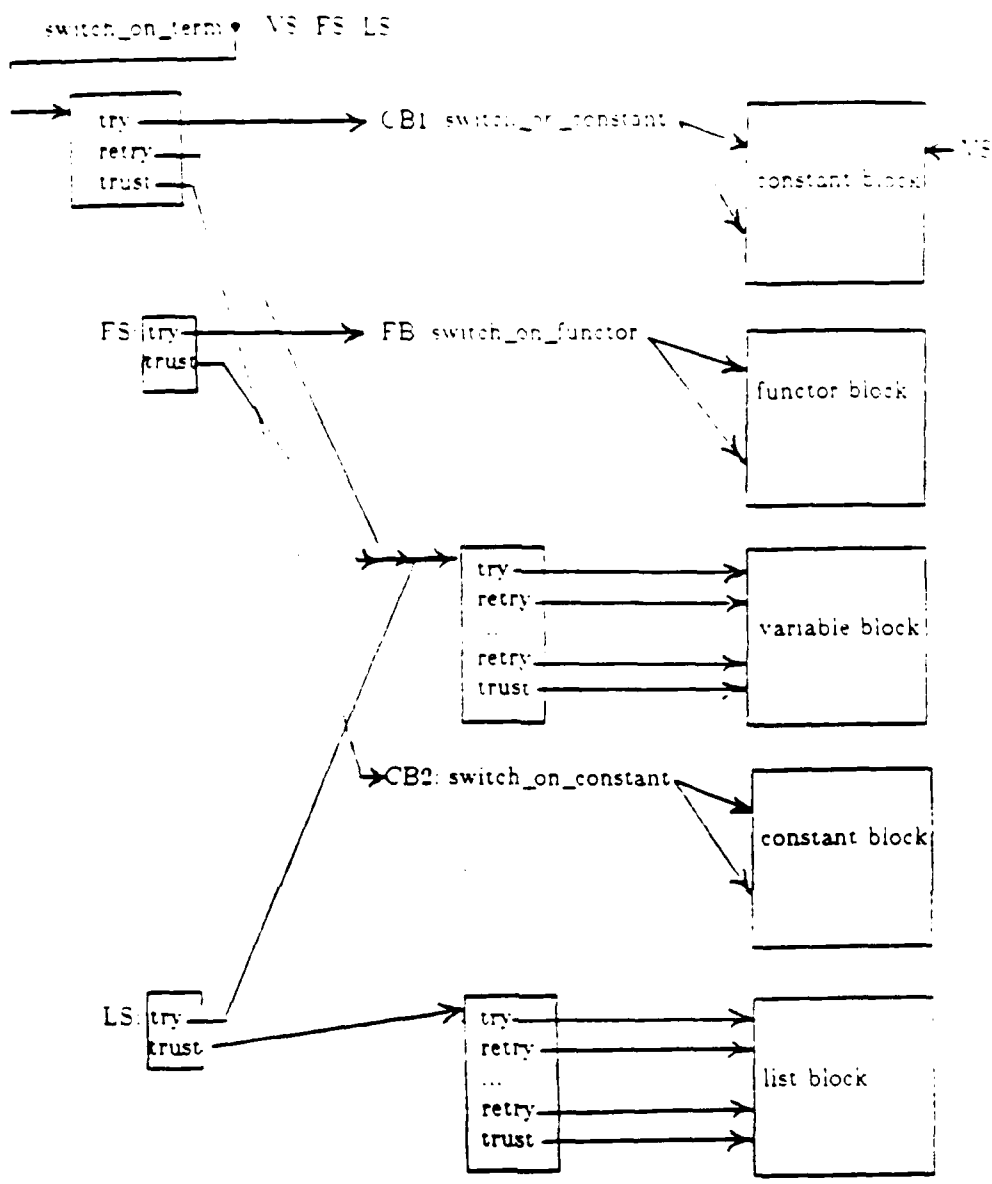 switch_on_term VS FS LS
try
retry
trust
CB1: switch_on_constant
constant block
VS
FS: try
trust
FB switch_on_functor
functor block
try
retry
...
retry
trust
variable block
CB2: switch_on_constant
constant block
LS: try
trust
try
retry
...
retry
trust
list block